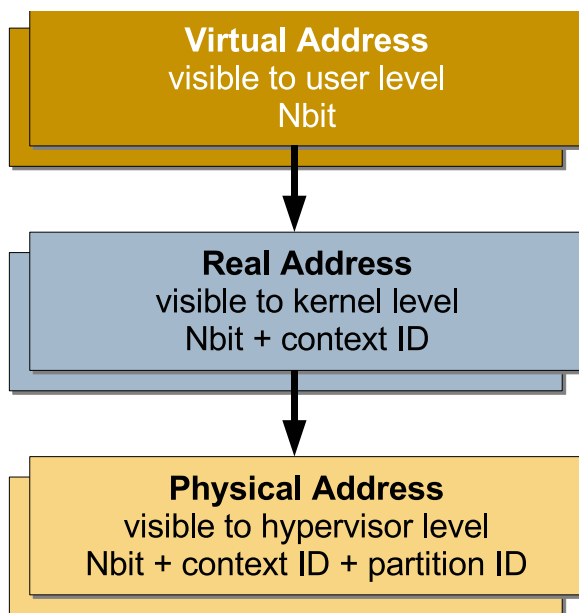 Virtual Address
visible to user level
Nbit
Real Address
visible to kernel level
Nbit + context ID
Physical Address
visible to hypervisor level
Nbit + context ID + partition ID